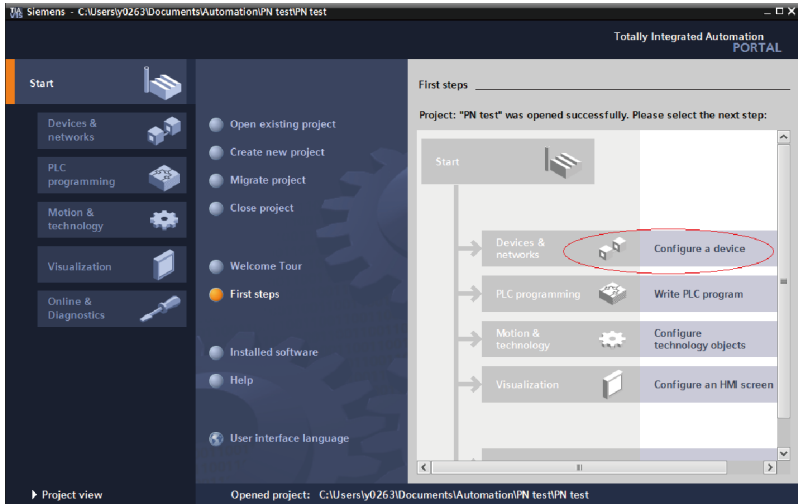 Siemens - C:\Users\y0263\Documents\Automation\PN test\PN test
Totally Integrated Automation
PORTAL
Start
Devices &
networks
PLC
programming
Motion &
technology
Visualization
Online &
Diagnostics
Project view
Open existing project
Create new project
Migrate project
Close project
Welcome Tour
First steps
Installed software
Help
User interface language
First steps
Project: "PN test" was opened successfully. Please select the next step:
Start
Devices &
networks
Configure a device
PLC programming
Write PLC program
Motion &
technology
Configure
technology objects
Visualization
Configure an HMI screen
Opened project: C:\Users\y0263\Documents\Automation\PN test\PN test